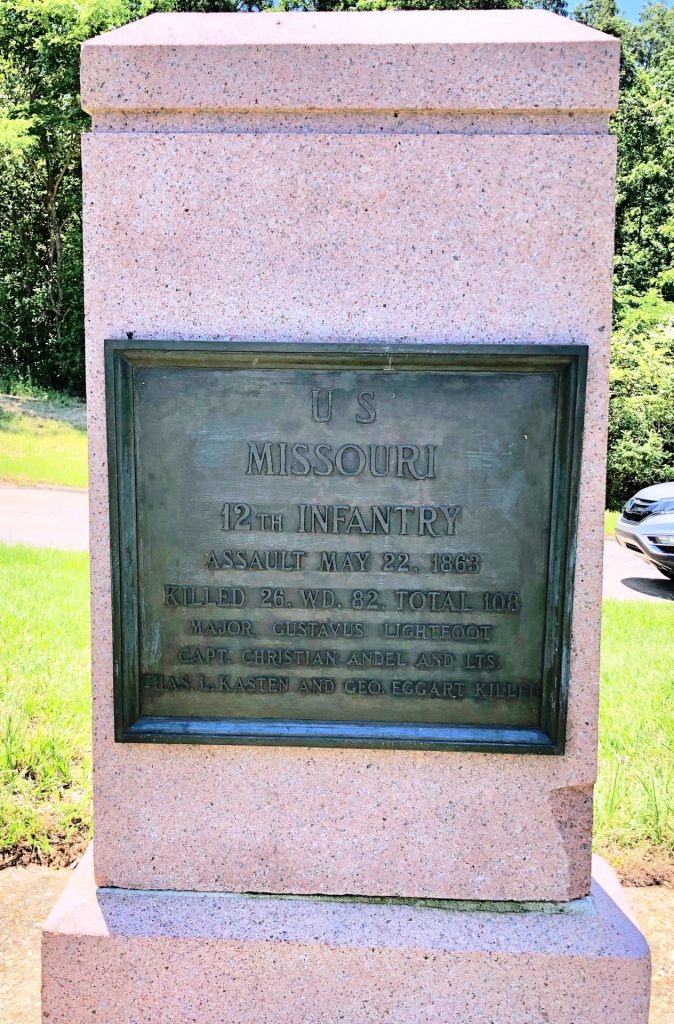 U S
MISSOURI
12TH INFANTRY
ASSAULT MAY 22, 1863
KILLED 26. WD. 82. TOTAL 108
MAJOR GUSTAVUS LIGHTFOOT
CAPT. CHRISTIAN ANDEL AND LTS.
CHAS. L. KASTEN AND GEO. EGGART KILLED